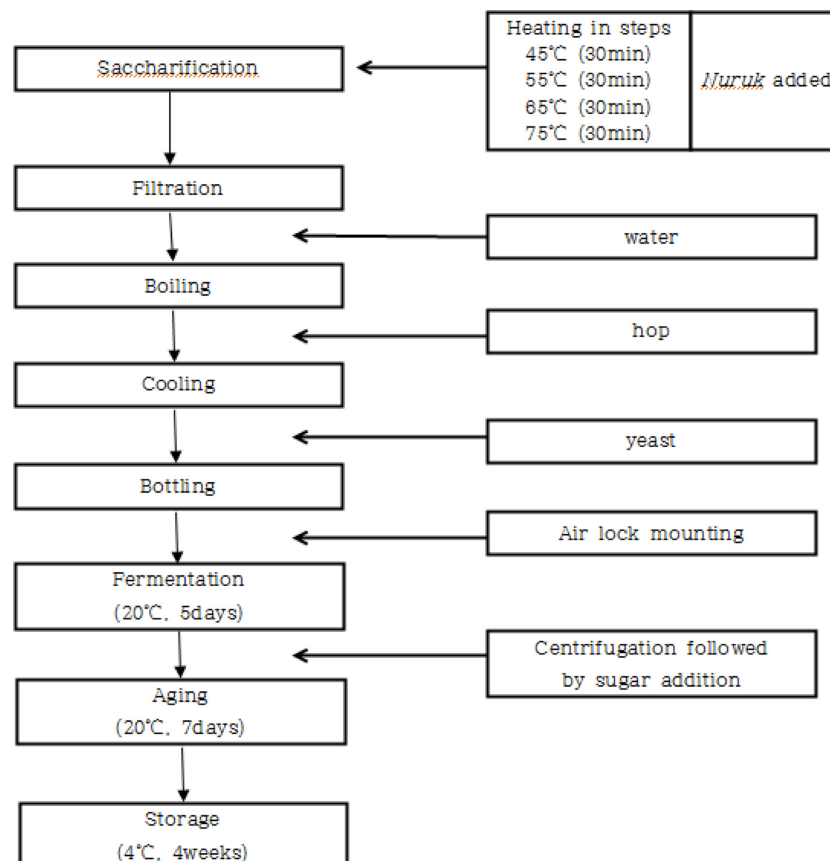 Heating in steps
45℃ (30min)
55℃ (30min)
65℃ (30min)
75℃ (30min)
Nuruk added
Saccharification
Filtration
water
Boiling
hop
Cooling
yeast
Bottling
Air lock mounting
Fermentation
(20℃, 5days)
Centrifugation followed
by sugar addition
Aging
(20℃, 7days)
Storage
(4℃, 4weeks)